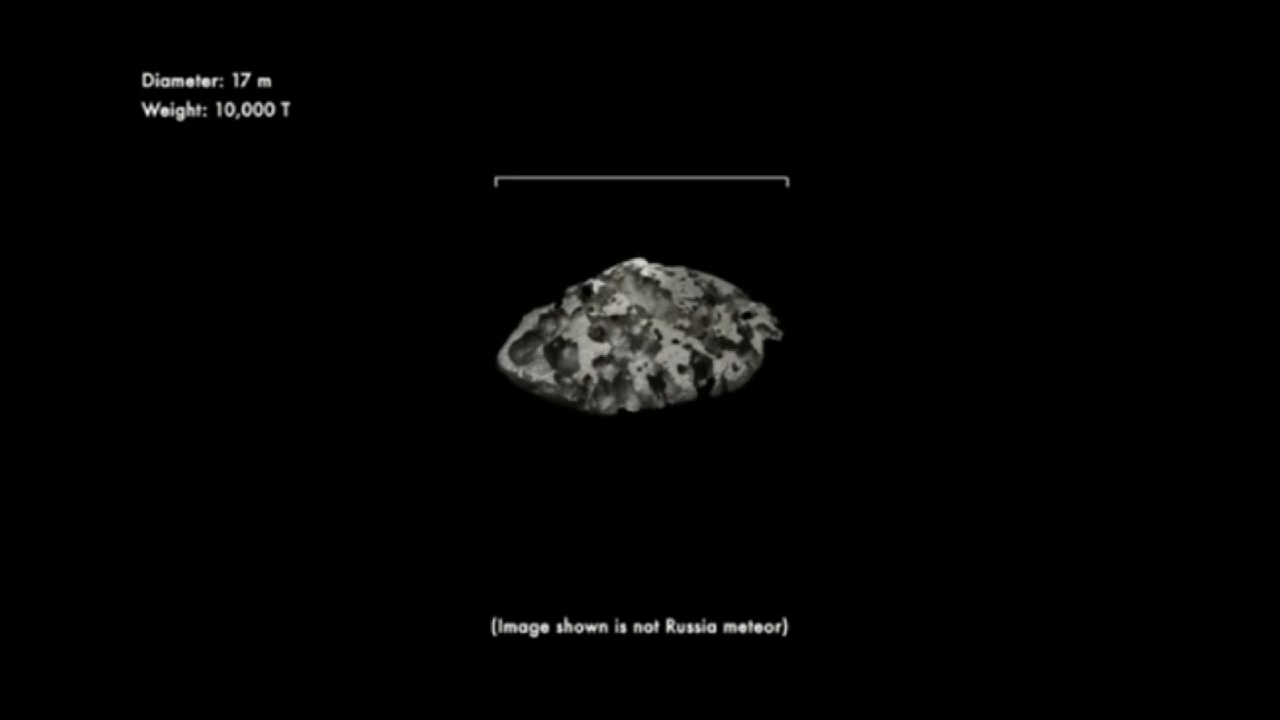 Diameter: 17 m
Weight: 10,000 T
(Image shown is not Russia meteor)